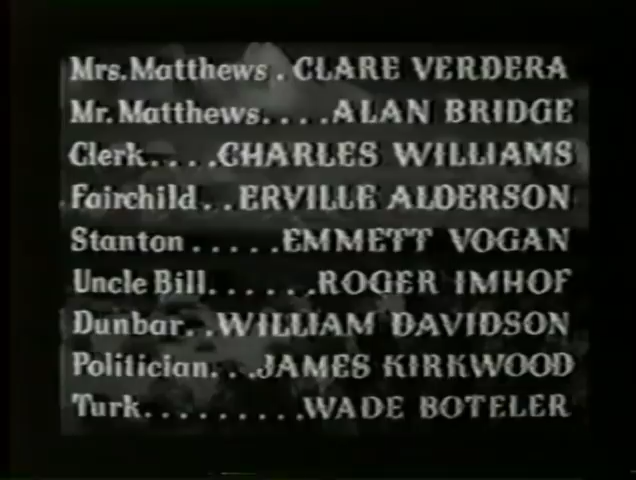 Mrs. Matthews . CLARE VERDERA
Mr. Matthews....ALAN BRIDGE
Clerk....CHARLES WILLIAMS
Fairchild..ERVILLE ALDERSON
Stanton.....EMMETT VOGAN
Uncle Bill......ROGER IMHOF
Dunbar..WILLIAM DAVIDSON
Politician...JAMES KIRKWOOD
Turk.........WADE BOTELER